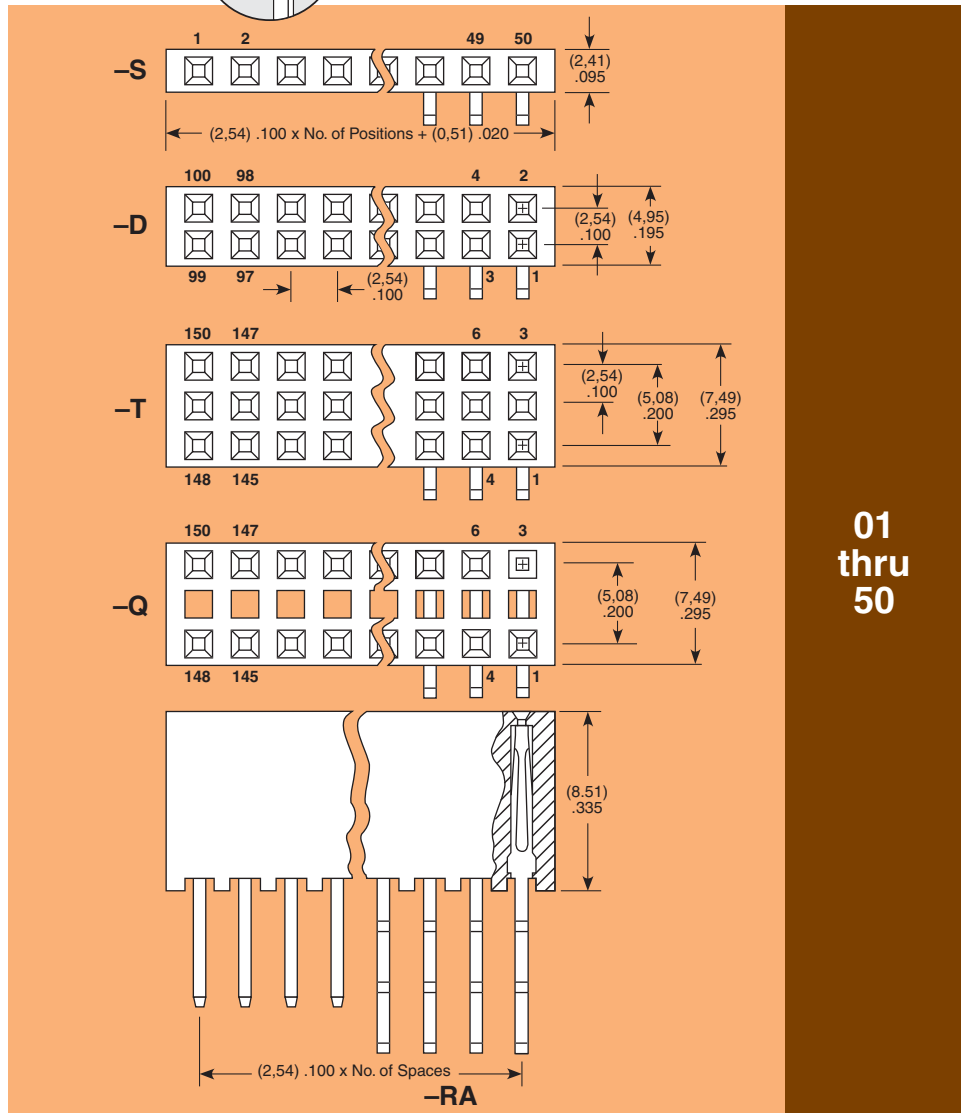 1 2 49 50
–S
(2,41)
.095
(2,54) .100 x No. of Positions + (0,51) .020
100 98 4 2
–D
(2,54)
.100
(4,95)
.195
99 97
(2,54)
.100
3 1
150 147 6 3
–T
(2,54)
.100
(5,08)
.200
(7,49)
.295
148 145 4 1
150 147 6 3
–Q
(5,08)
.200
(7,49)
.295
148 145 4 1
(8.51)
.335
(2,54) .100 x No. of Spaces
–RA
01
thru
50